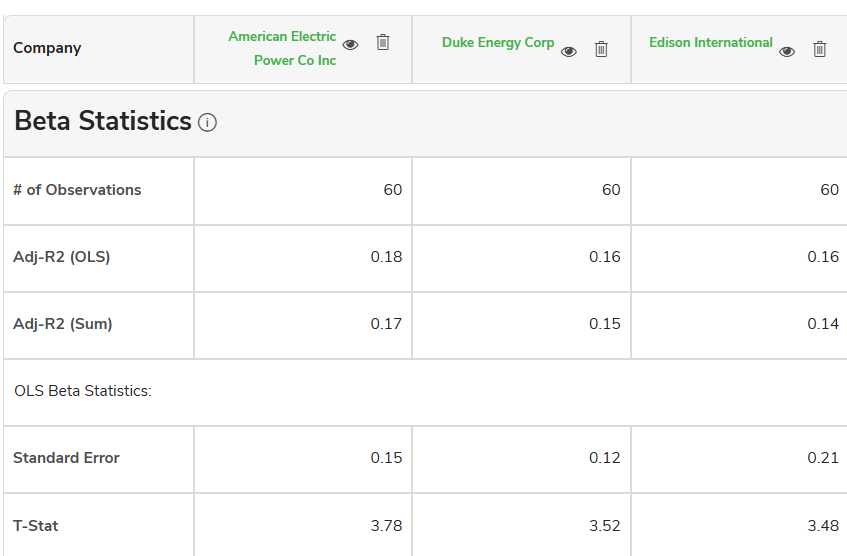 Company American Electric Power Co Inc Duke Energy Corp Edison International
Beta Statistics
# of Observations 60 60 60
Adj-R2 (OLS) 0.18 0.16 0.16
Adj-R2 (Sum) 0.17 0.15 0.14
OLS Beta Statistics:
Standard Error 0.15 0.12 0.21
T-Stat 3.78 3.52 3.48